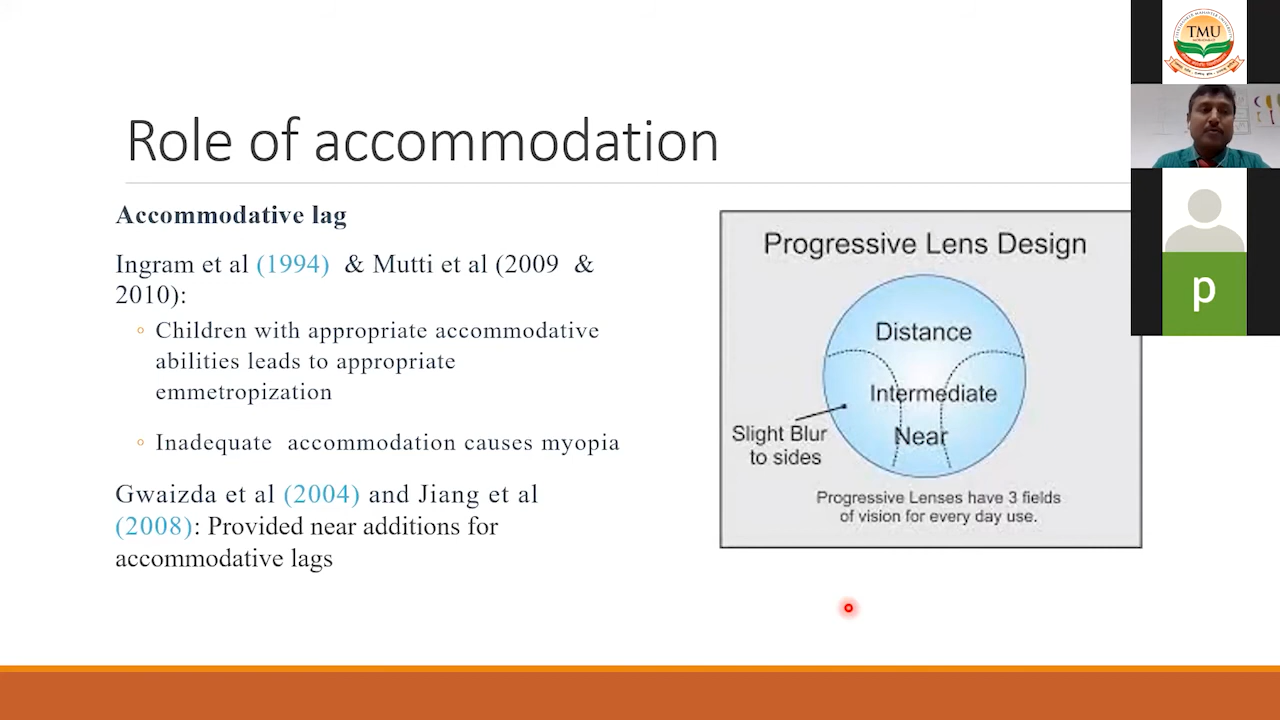 Role of accommodation
Accommodative lag
Ingram et al (1994) & Mutti et al (2009 &
2010):
◦ Children with appropriate accommodative
abilities leads to appropriate
emmetropization
◦ Inadequate accommodation causes myopia
Gwaizda et al (2004) and Jiang et al
(2008): Provided near additions for
accommodative lags
Progressive Lens Design
Distance
Intermediate
Near
Slight Blur
to sides
Progressive Lenses have 3 fields
of vision for every day use.
TMU
p